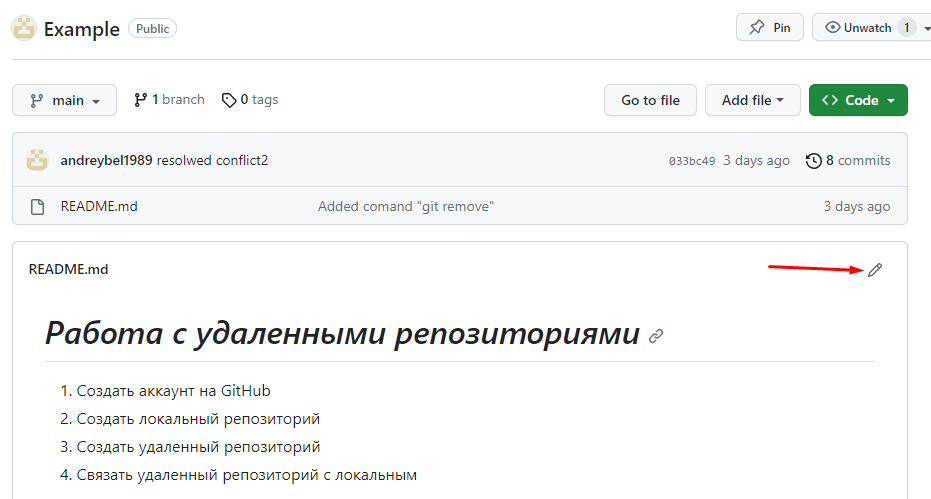 Example Public Pin Unwatch 1
main 1 branch 0 tags Go to file Add file <> Code
andreybel1989 resolwed conflict2 033bc49 3 days ago 8 commits
README.md Added comand "git remove" 3 days ago
README.md
Работа с удаленными репозиториями
1. Создать аккаунт на GitHub
2. Создать локальный репозиторий
3. Создать удаленный репозиторий
4. Связать удаленный репозиторий с локальным